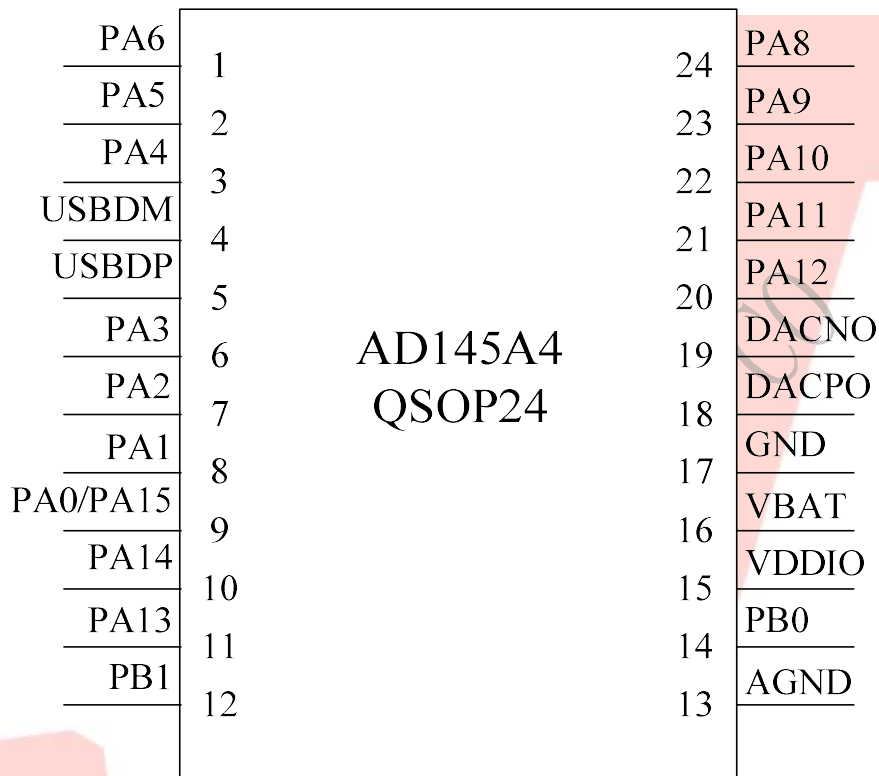 PA6 1 24 PA8
PA5 2 23 PA9
PA4 3 22 PA10
USBDM 4 21 PA11
USBDP 5 20 PA12
PA3 6 19 DACNO
PA2 7 18 DACPO
PA1 8 17 GND
PA0/PA15 9 16 VBAT
PA14 10 15 VDDIO
PA13 11 14 PB0
PB1 12 13 AGND
AD145A4
QSOP24
CO